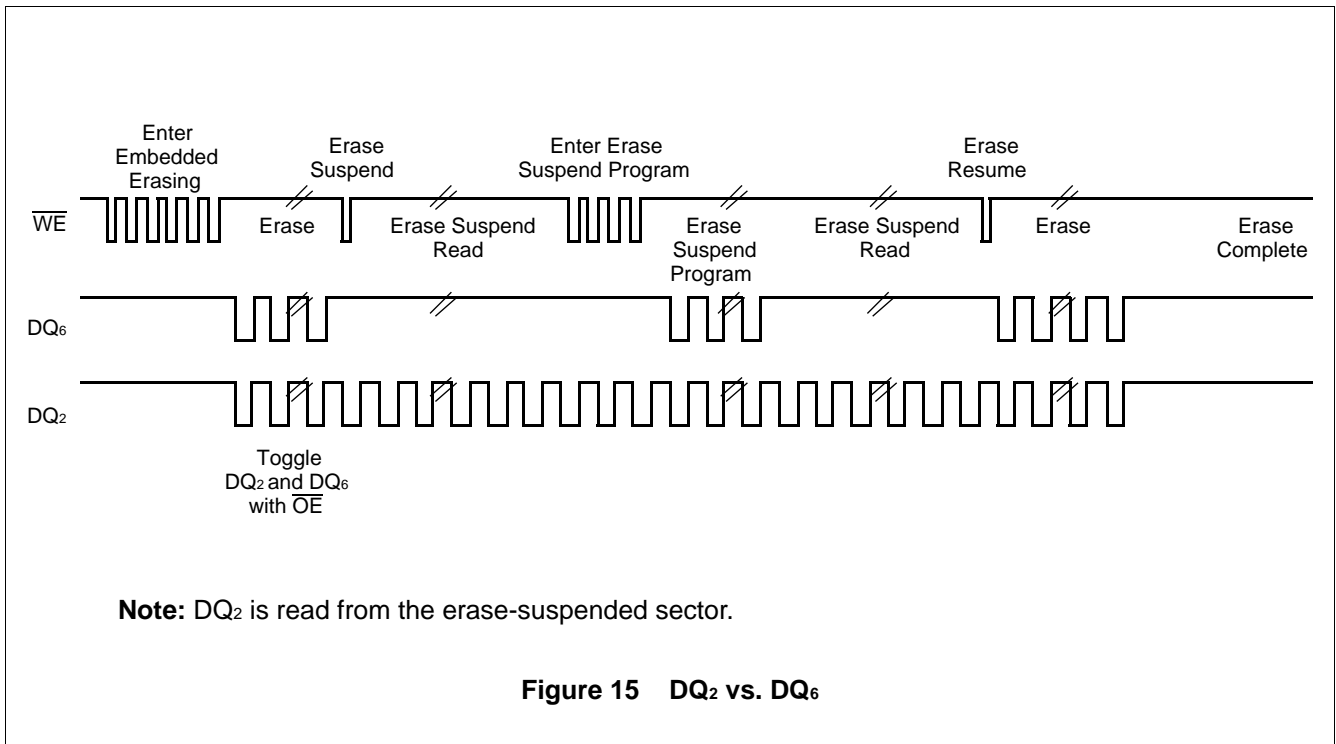 Enter
Embedded
Erasing
Erase
Suspend
Enter Erase
Suspend Program
Erase
Resume
WE
Erase
Erase Suspend
Read
Erase
Suspend
Program
Erase Suspend
Read
Erase
Erase
Complete
DQ6
DQ2
Toggle
DQ2 and DQ6
with OE
Note: DQ2 is read from the erase-suspended sector.
Figure 15 DQ2 vs. DQ6